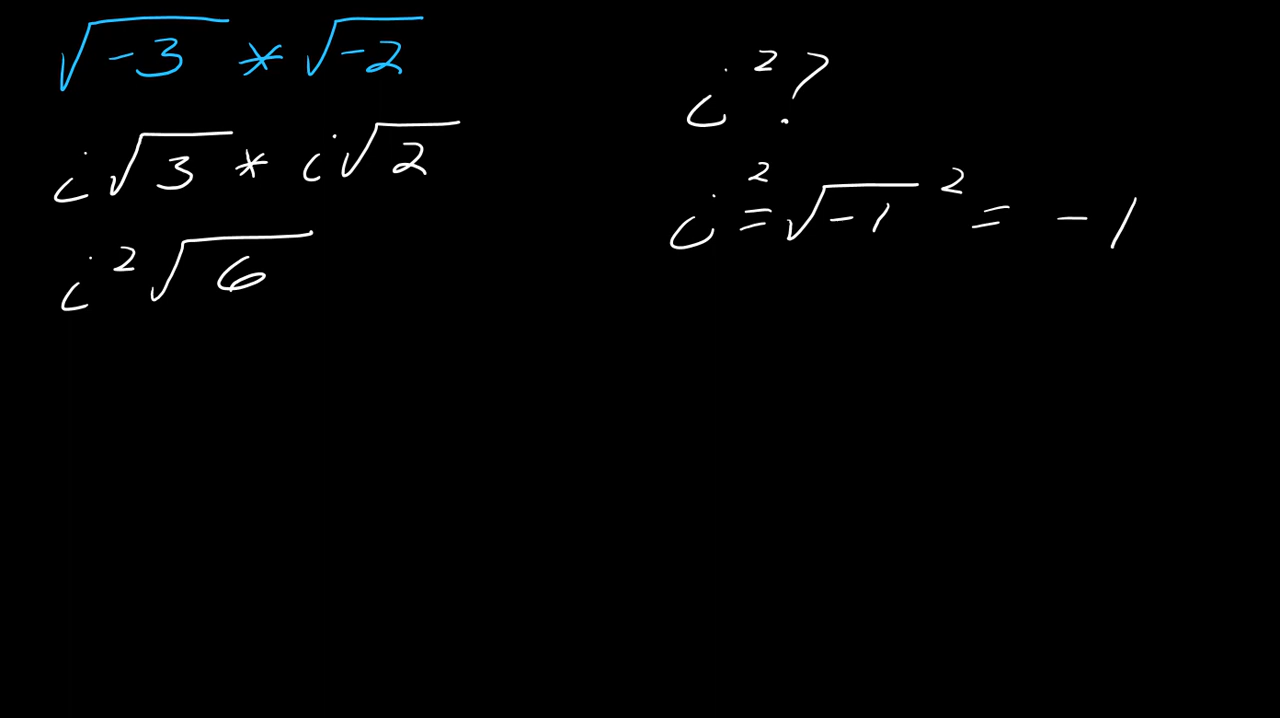 √-3 * √-2
i√3 * i√2
i²√6
i²?
i² = √-1² = -1